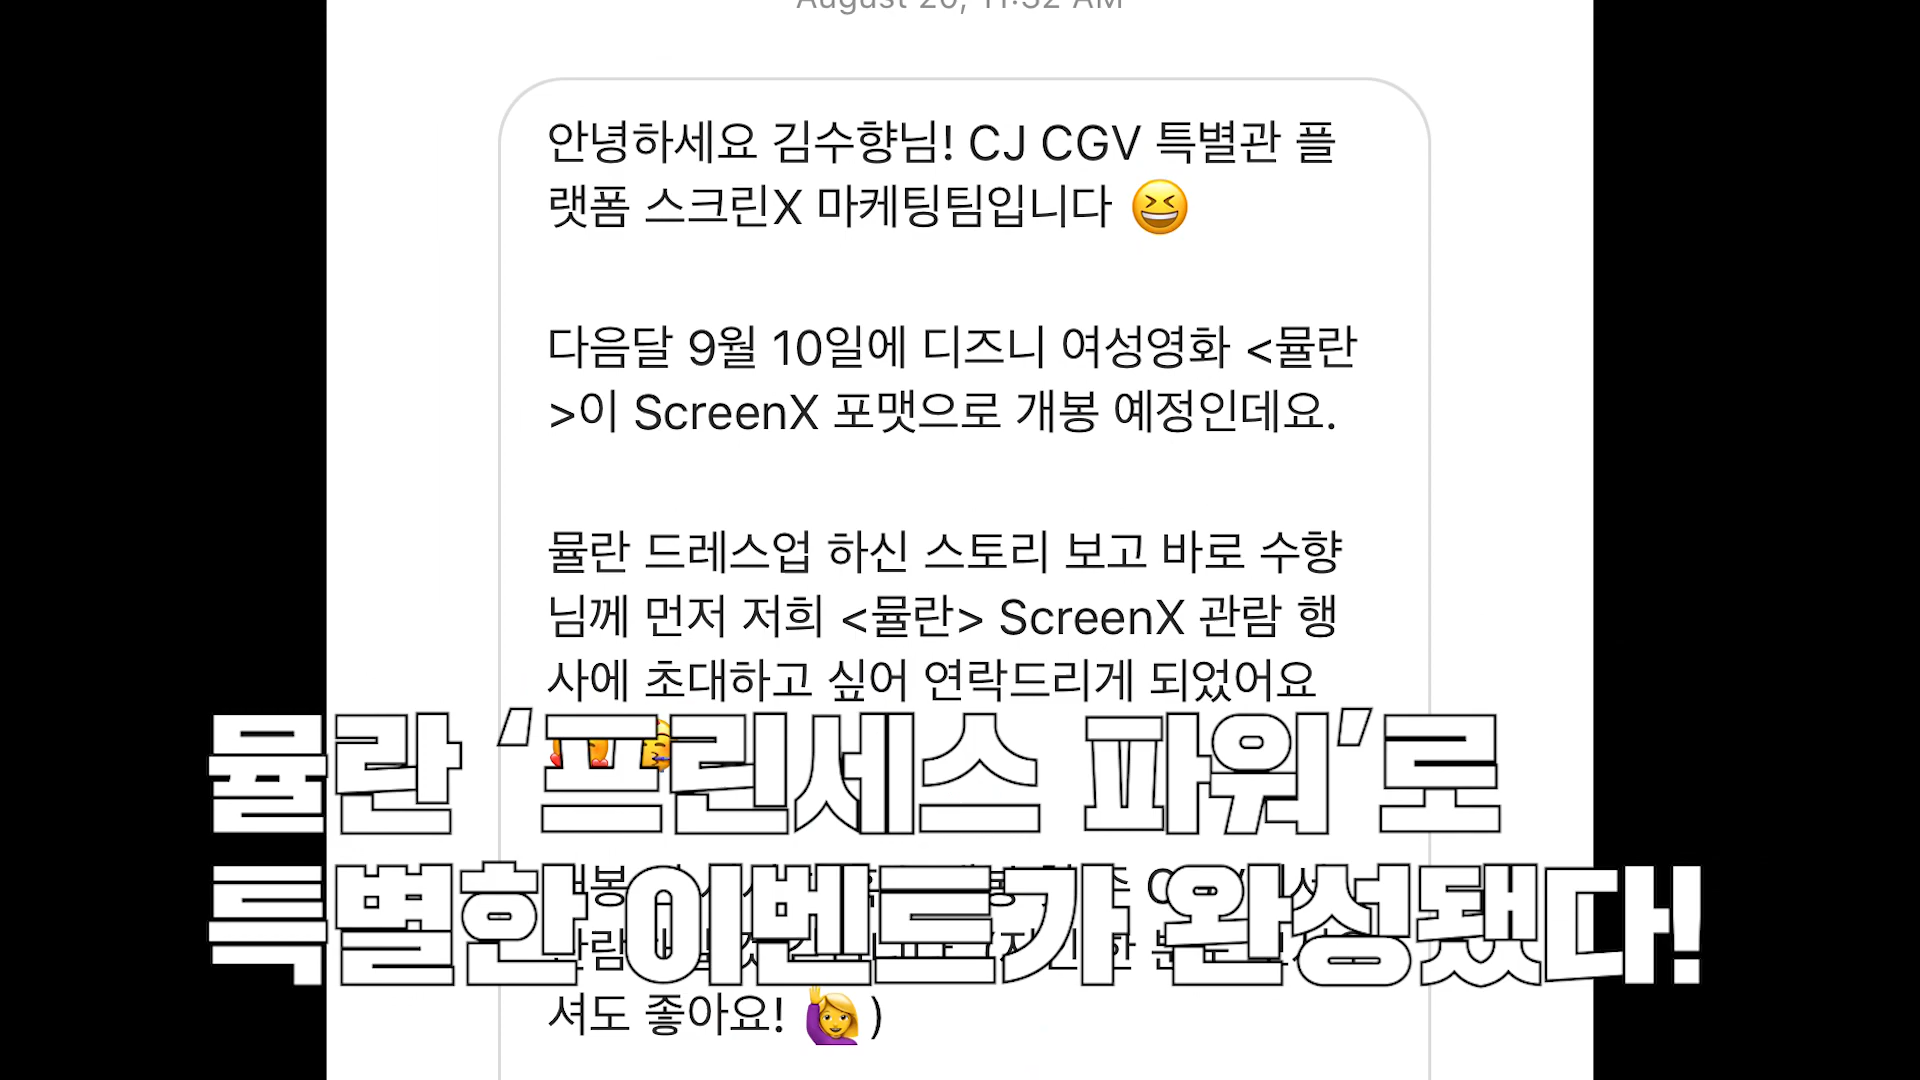 August 20, 11:32 AM
안녕하세요 김수향님! CJ CGV 특별관 플
랫폼 스크린X 마케팅팀입니다 😆
다음달 9월 10일에 디즈니 여성영화 <뮬란
>이 ScreenX 포맷으로 개봉 예정인데요.
뮬란 드레스업 하신 스토리 보고 바로 수향
님께 먼저 저희 <뮬란> ScreenX 관람 행
사에 초대하고 싶어 연락드리게 되었어요
뮬란 ‘프린세스 파워’로
특별한 이벤트가 완성됐다!
셔도 좋아요! 🙋‍♀️ )